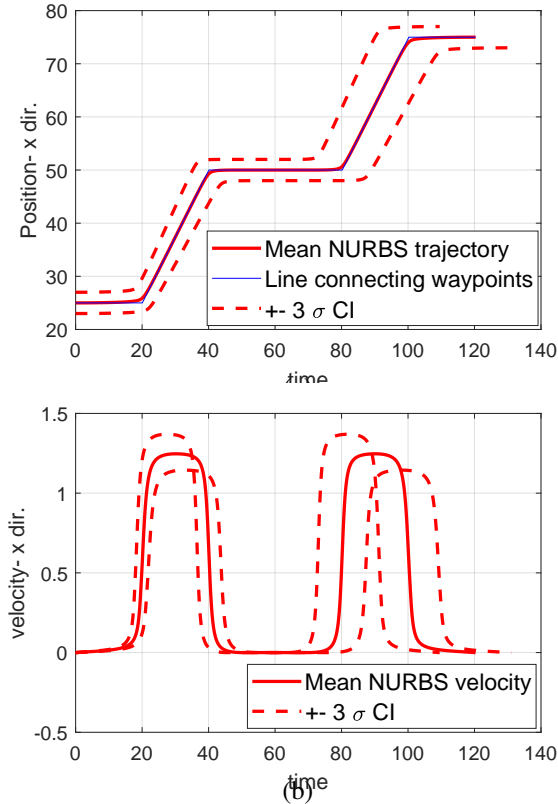 80
70
60
50
40
30
20
Position- x dir.
Mean NURBS trajectory
Line connecting waypoints
+- 3 σ CI
0 20 40 60 80 100 120 140
time
1.5
1
0.5
0
-0.5
velocity- x dir.
Mean NURBS velocity
+- 3 σ CI
0 20 40 60 80 100 120 140
time
(b)